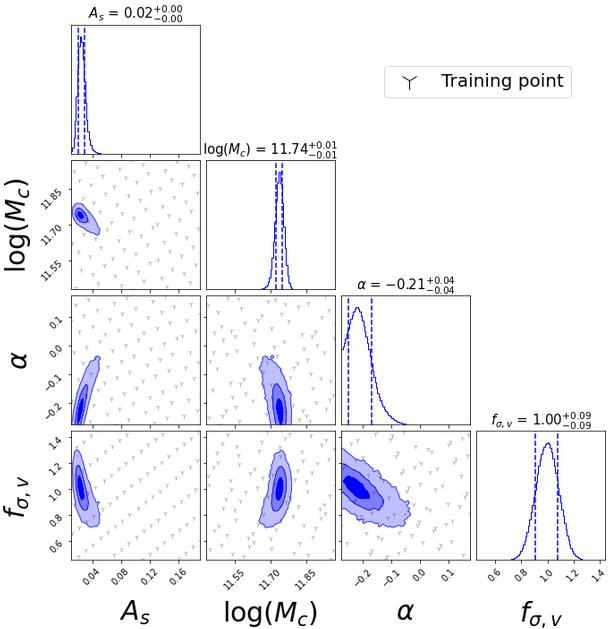 A_s = 0.02^{+0.00}_{-0.00}
Training point
log(M_c) = 11.74^{+0.01}_{-0.01}
log(M_c)
11.85
11.70
11.55
α = −0.21^{+0.04}_{-0.04}
α
0.1
0.0
−0.1
−0.2
f_{σ,v} = 1.00^{+0.09}_{-0.09}
f_{σ,v}
1.4
1.2
1.0
0.8
0.6
0.04 0.08 0.12 0.16
11.55 11.70 11.85
−0.2 −0.1 0.0 0.1
0.6 0.8 1.0 1.2 1.4
A_s log(M_c) α f_{σ,v}